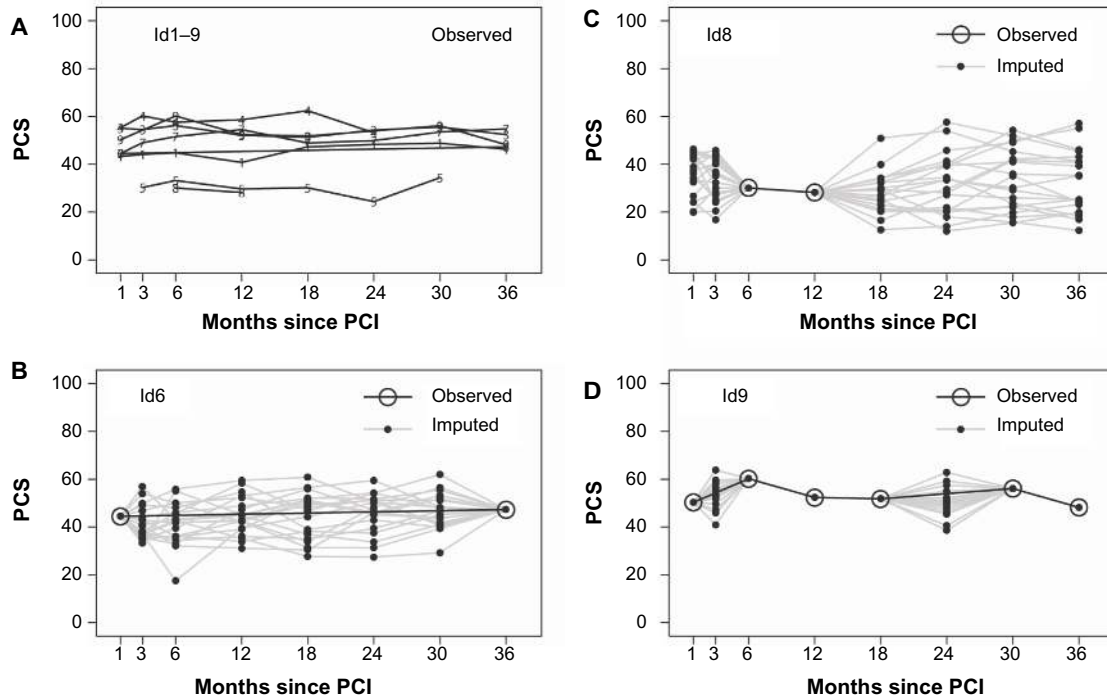 A
Id1–9
Observed
PCS
100
80
60
40
20
0
1 3 6 12 18 24 30 36
Months since PCI
C
Id8
Observed
Imputed
PCS
100
80
60
40
20
0
1 3 6 12 18 24 30 36
Months since PCI
B
Id6
Observed
Imputed
PCS
100
80
60
40
20
0
1 3 6 12 18 24 30 36
Months since PCI
D
Id9
Observed
Imputed
PCS
100
80
60
40
20
0
1 3 6 12 18 24 30 36
Months since PCI